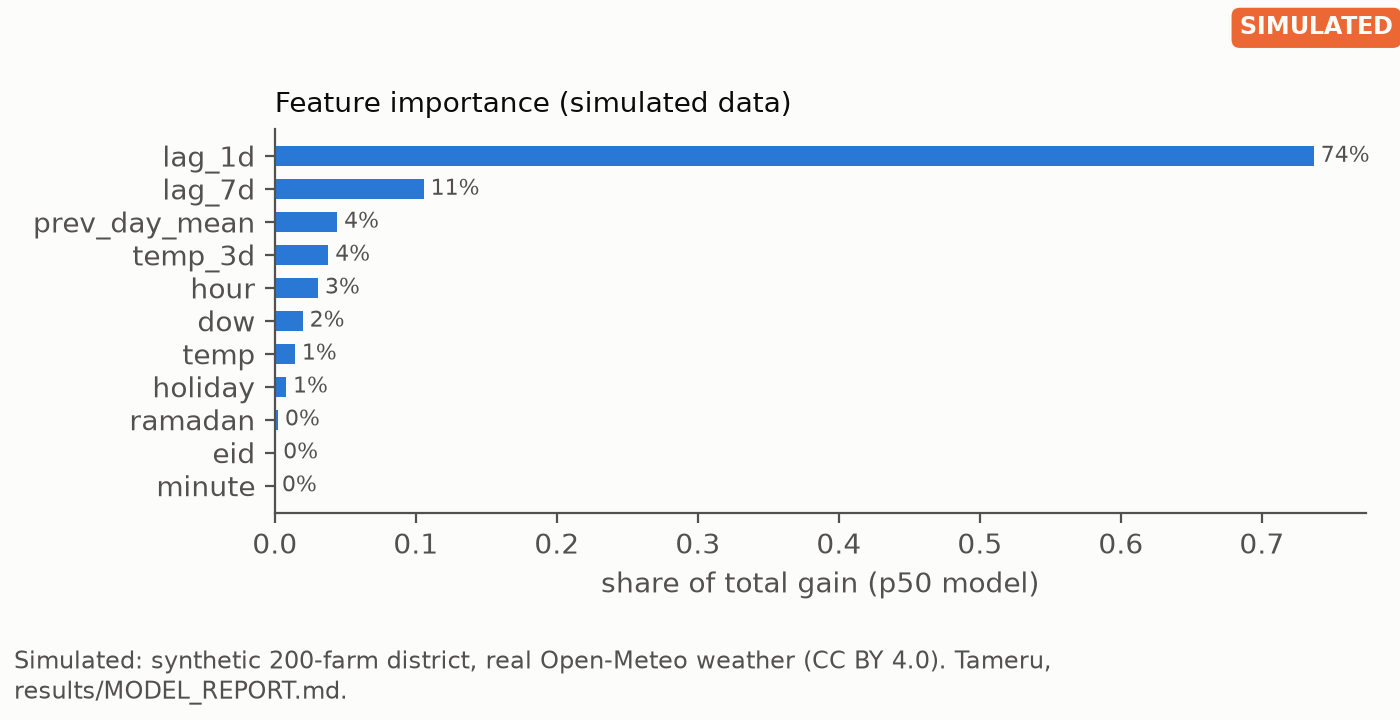 SIMULATED
Feature importance (simulated data)
lag_1d 74%
lag_7d 11%
prev_day_mean 4%
temp_3d 4%
hour 3%
dow 2%
temp 1%
holiday 1%
ramadan 0%
eid 0%
minute 0%
0.0 0.1 0.2 0.3 0.4 0.5 0.6 0.7
share of total gain (p50 model)
Simulated: synthetic 200-farm district, real Open-Meteo weather (CC BY 4.0). Tameru,
results/MODEL_REPORT.md.